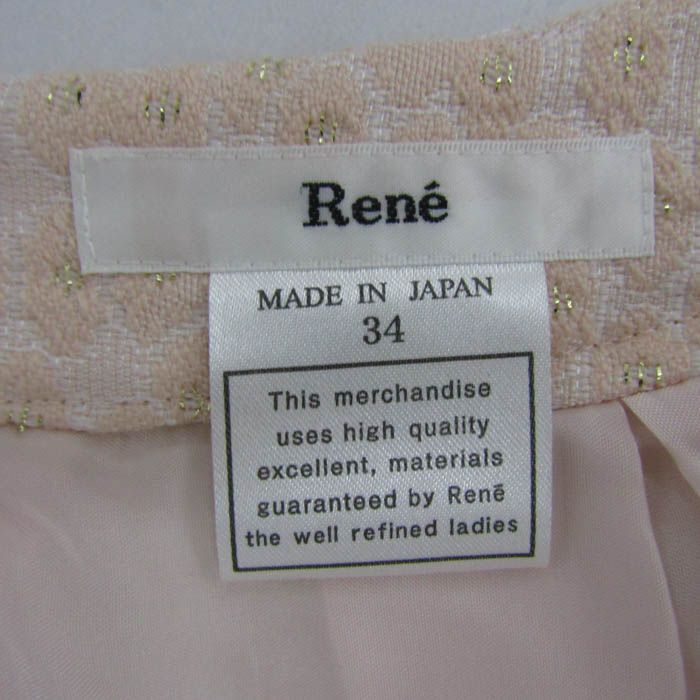 René
MADE IN JAPAN
34
This merchandise
uses high quality
excellent, materials
guaranteed by Renē
the well refined ladies